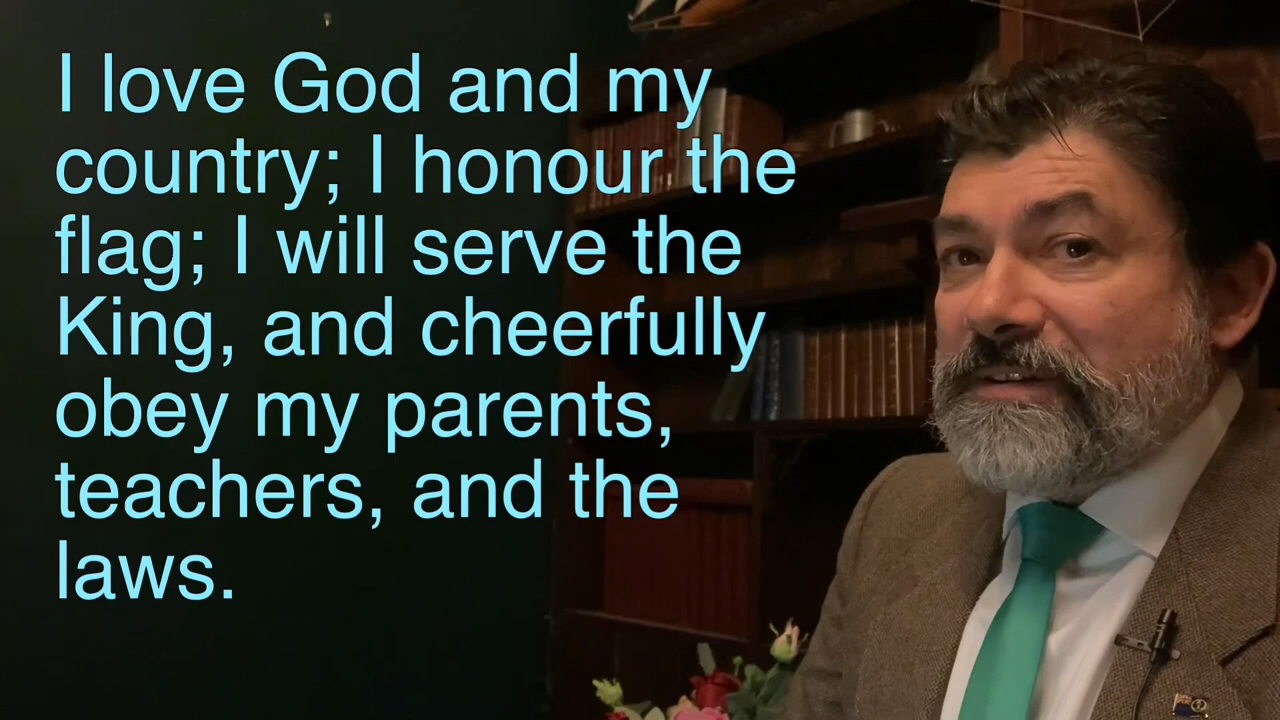 I love God and my
country; I honour the
flag; I will serve the
King, and cheerfully
obey my parents,
teachers, and the
laws.